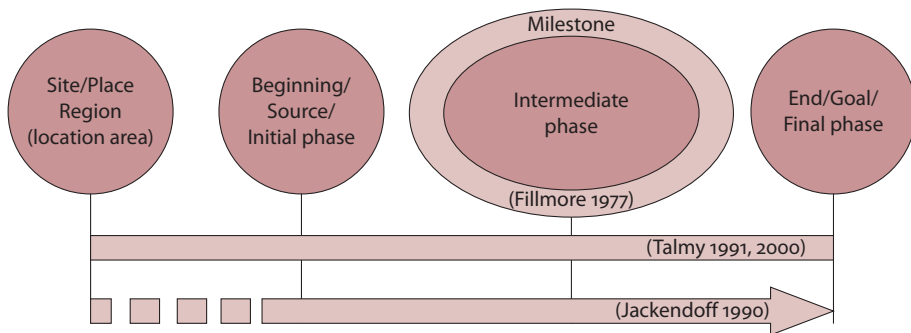 Site/Place
Region
(location area)
Beginning/
Source/
Initial phase
Milestone
Intermediate
phase
(Fillmore 1977)
End/Goal/
Final phase
(Talmy 1991, 2000)
(Jackendoff 1990)